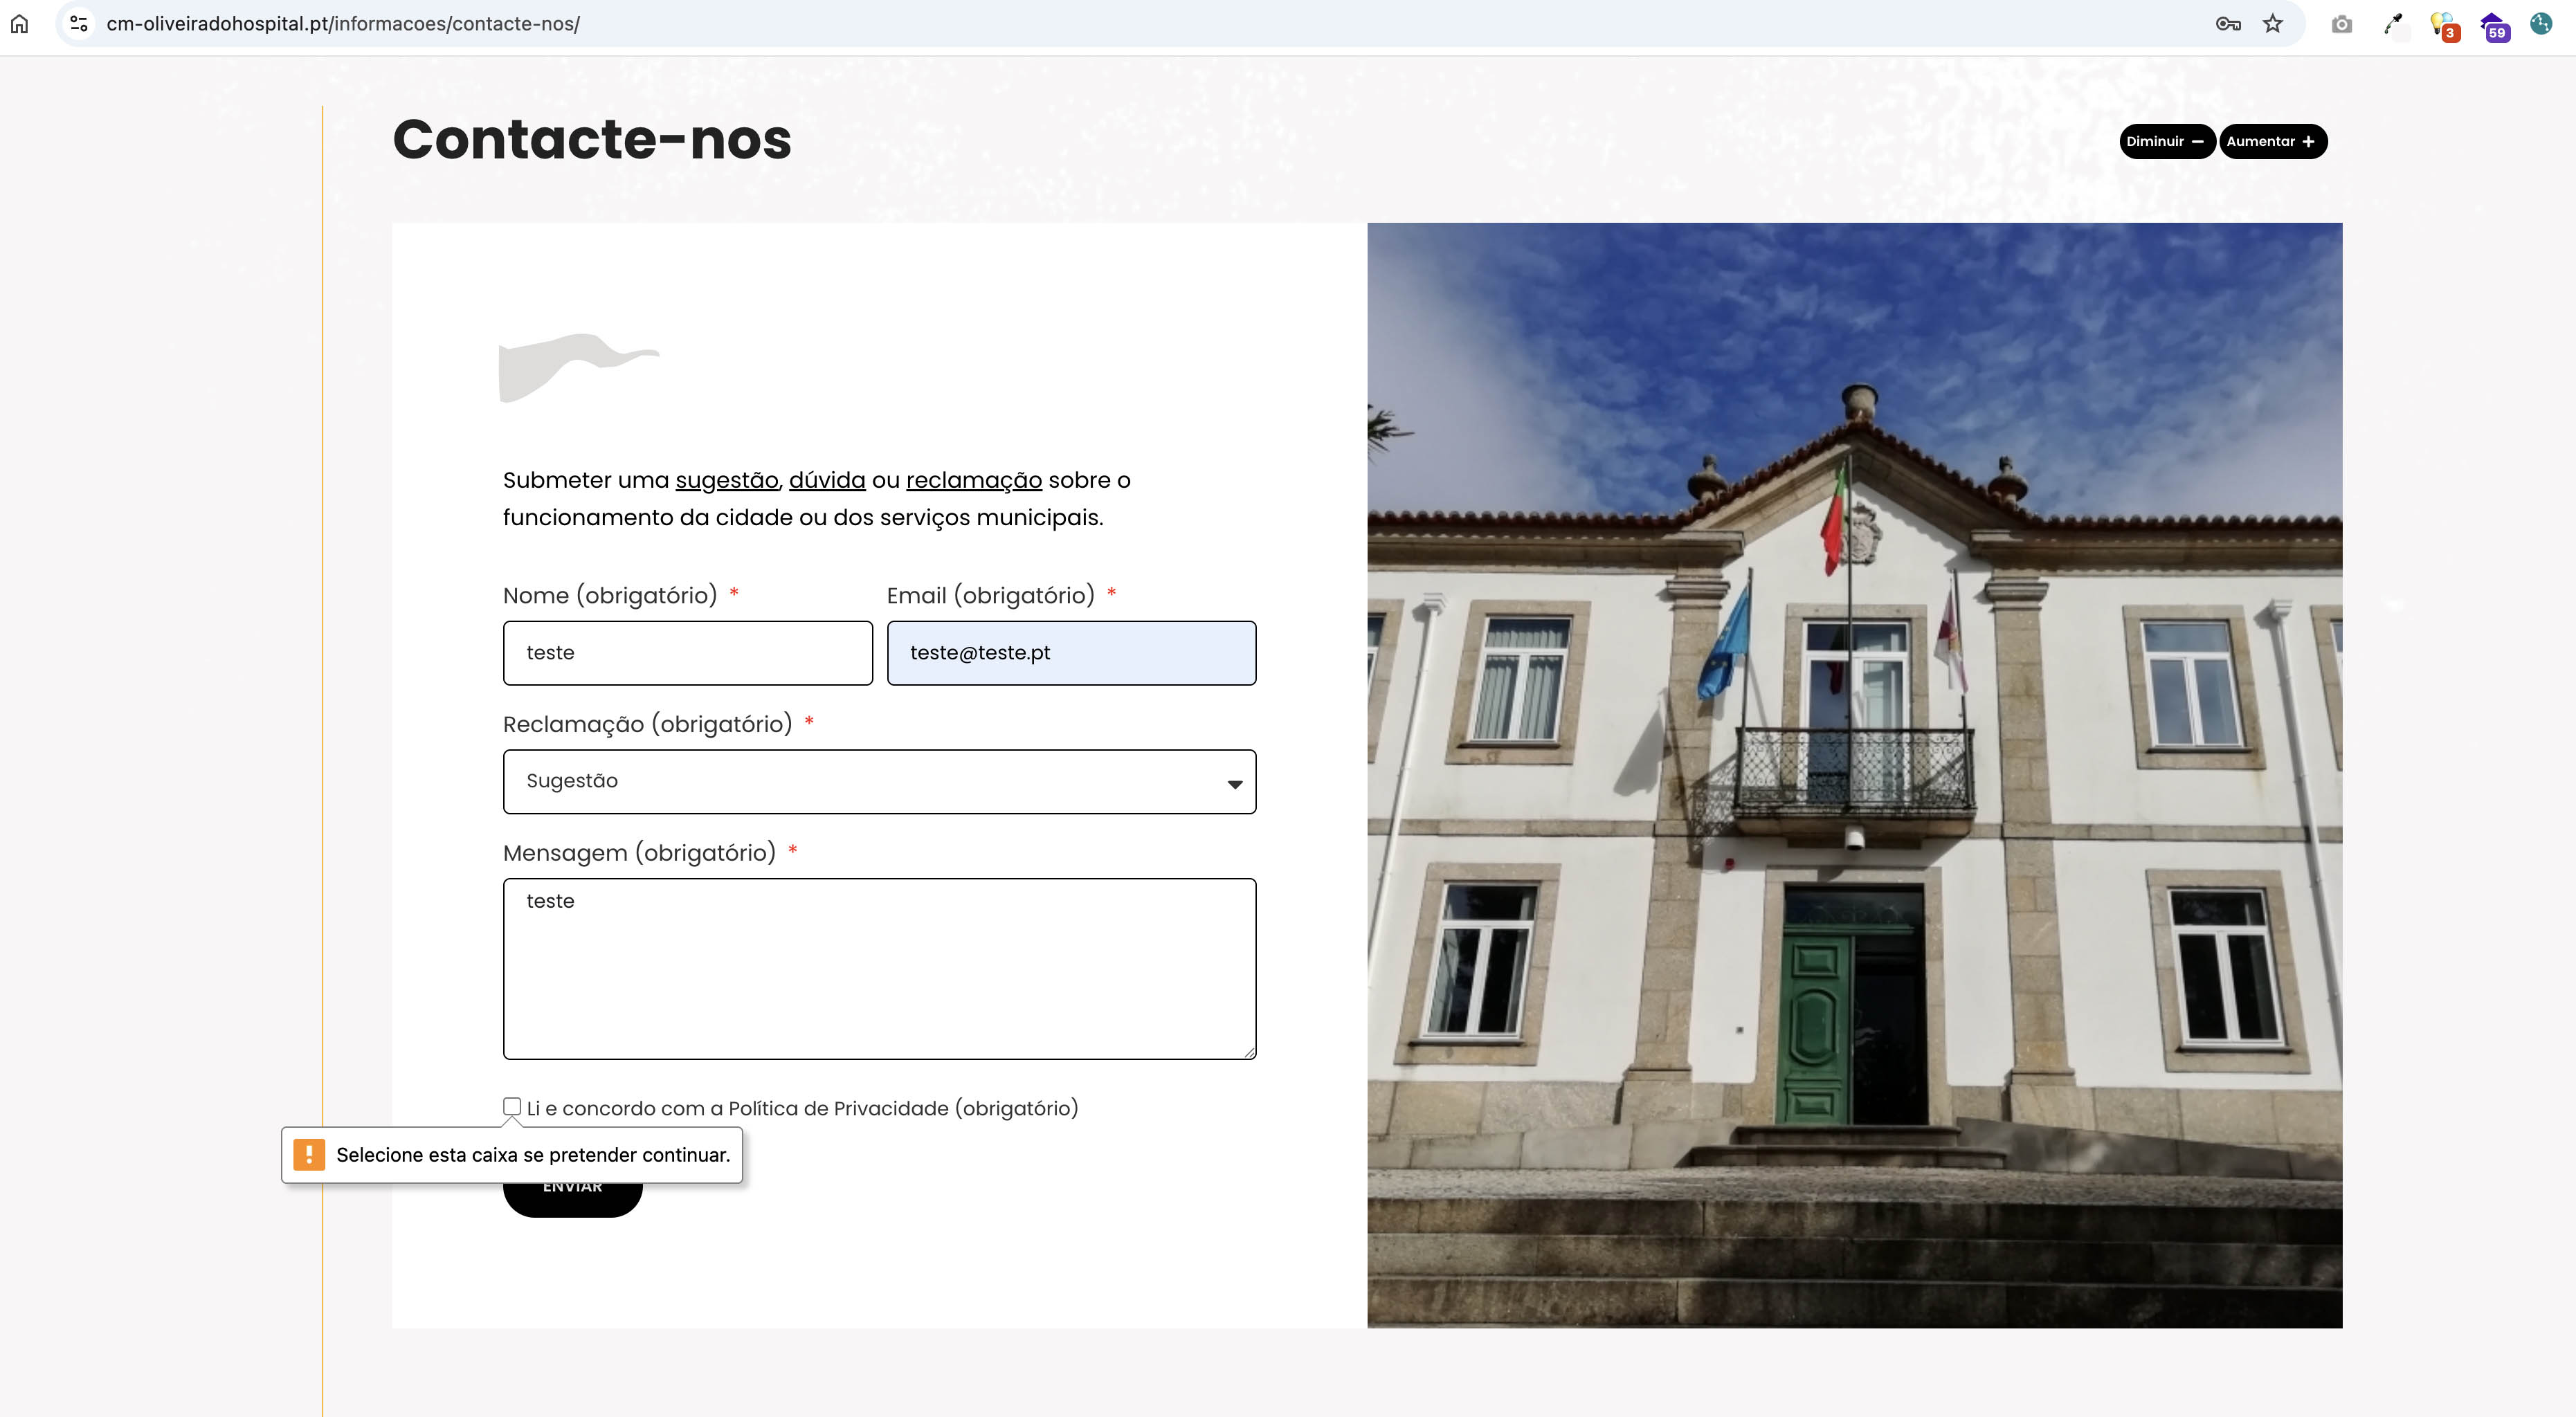 cm-oliveiradohospital.pt/informacoes/contacte-nos/
3
59
Contacte-nos
Diminuir −
Aumentar +
Submeter uma sugestão, dúvida ou reclamação sobre o
funcionamento da cidade ou dos serviços municipais.
Nome (obrigatório) *
Email (obrigatório) *
teste
teste@teste.pt
Reclamação (obrigatório) *
Sugestão
Mensagem (obrigatório) *
teste
Li e concordo com a Política de Privacidade (obrigatório)
Selecione esta caixa se pretender continuar.
ENVIAR